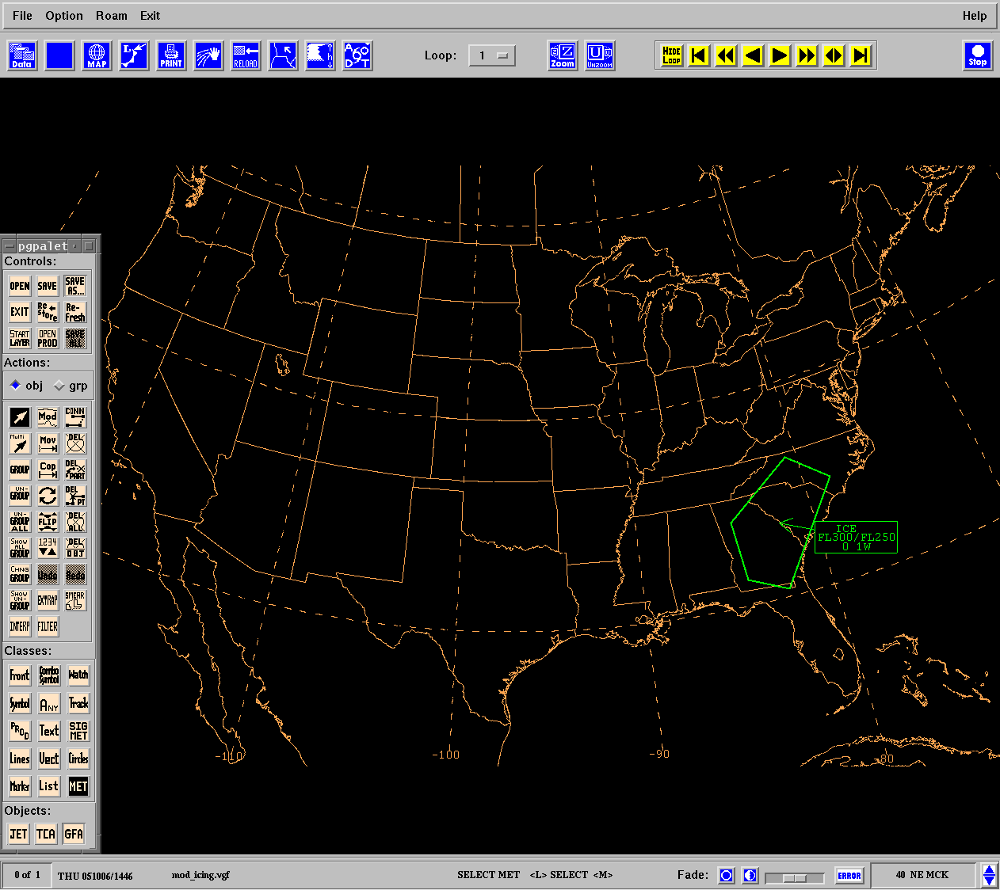 File Option Roam Exit Help
Data MAP L PRINT RELOAD h A 6 O D T Loop: 1 Z Zoom U UNZOOM HIDE LOOP Stop
pgpalet
Controls:
OPEN SAVE SAVE AS...
EXIT Re store Re-fresh
START LAYER OPEN PROD SAVE ALL
Actions:
obj grp
Mod CONN
Multi Mov DEL
GROUP Cop DEL PART
UN-GROUP DEL PT
UN-GROUP ALL FLIP DEL ALL
SHOW ALL GROUP 1234 DEL OBJ
CHNG GROUP Undo Redo
SHOW UN-GROUP EXTRAP SMEAR
INTERP FILTER
Classes:
Front Combo Symbol Watch
Symbol ANY Track
PROD Text SIG MET
Lines Vect Circles
Marker List MET
Objects:
JET TCA GFA
ICE
FL300/FL250
0 1W
-110 -100 -90 -80
0 of 1 THU 051006/1446 mod_icing.vgf SELECT MET <L> SELECT <M> Fade: ERROR 40 NE MCK